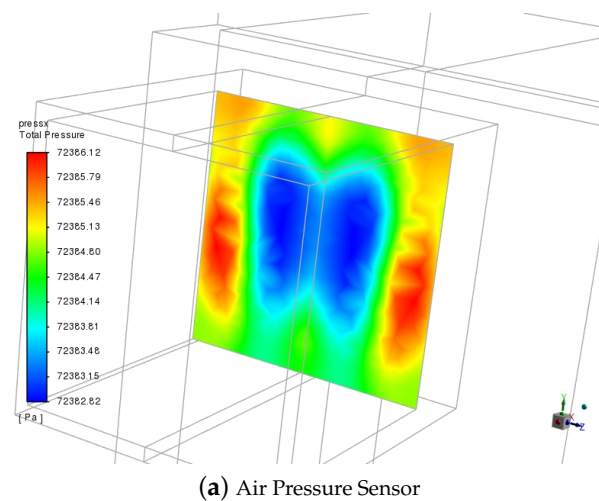 pressx
Total Pressure
72386.12
72385.79
72385.46
72385.13
72384.80
72384.47
72384.14
72383.81
72383.48
72383.15
72382.82
[ Pa ]
Y
X
Z
(a) Air Pressure Sensor